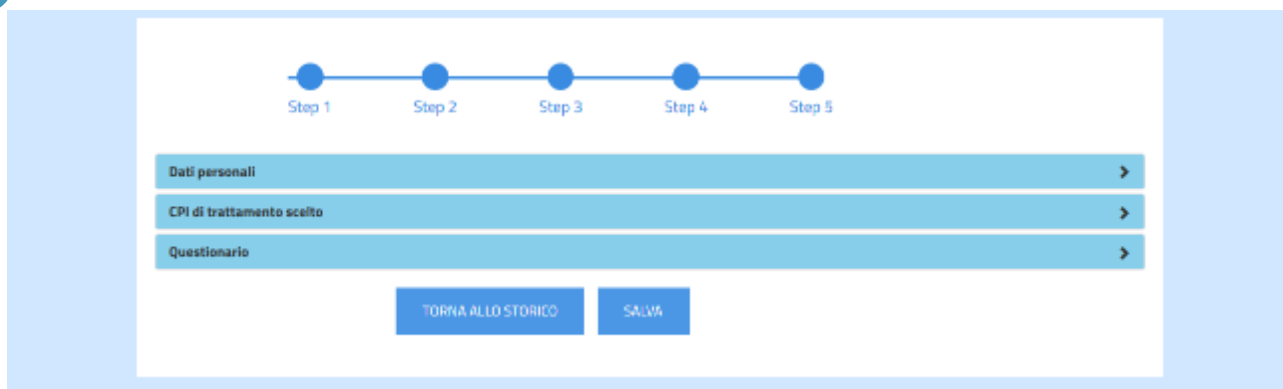 Step 1 Step 2 Step 3 Step 4 Step 5
Dati personali
CPI di trattamento scelto
Questionario
TORNA ALLO STORICO SALVA